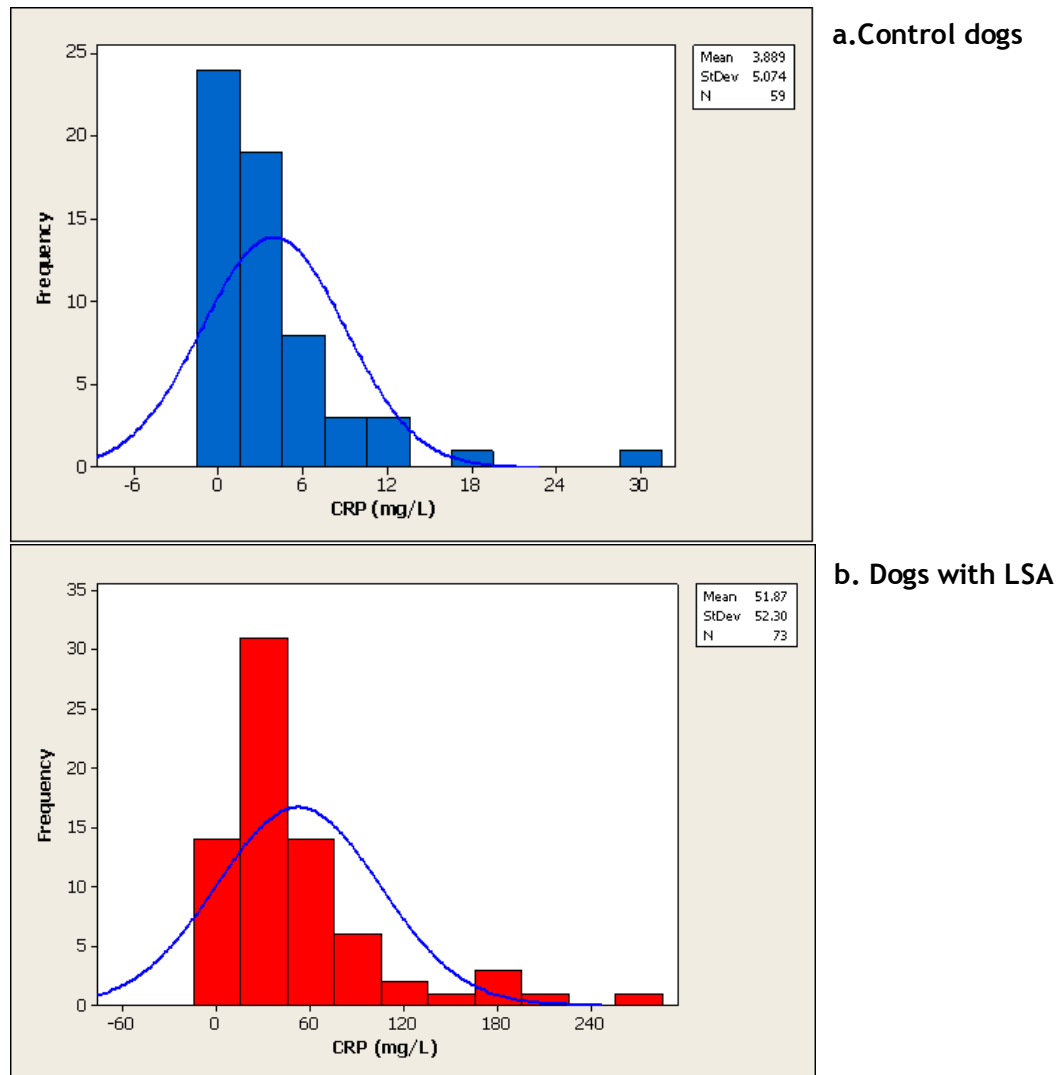 a.Control dogs
Mean 3.889
StDev 5.074
N 59
25
20
15
10
5
0
Frequency
-6 0 6 12 18 24 30
CRP (mg/L)
b. Dogs with LSA
Mean 51.87
StDev 52.30
N 73
35
30
25
20
15
10
5
0
Frequency
-60 0 60 120 180 240
CRP (mg/L)